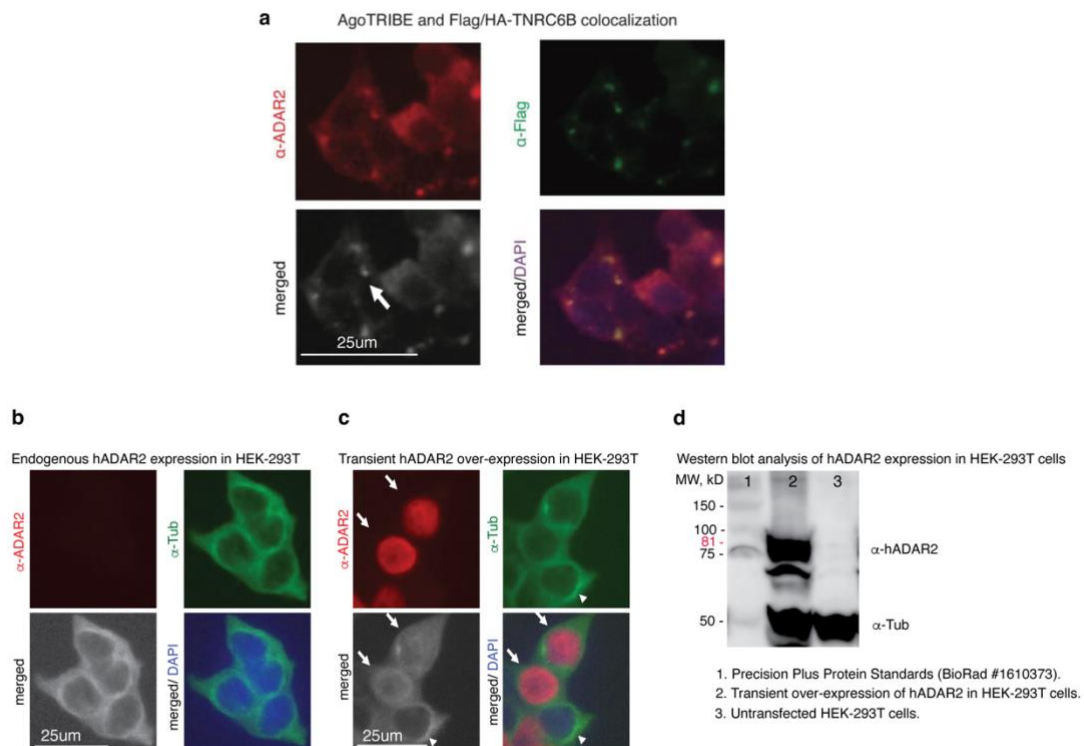 a
AgoTRIBE and Flag/HA-TNRC6B colocalization
α-ADAR2
α-Flag
merged
25um
merged/DAPI
b
Endogenous hADAR2 expression in HEK-293T
α-ADAR2
α-Tub
merged
25um
merged/ DAPI
c
Transient hADAR2 over-expression in HEK-293T
α-ADAR2
α-Tub
merged
25um
merged/ DAPI
d
Western blot analysis of hADAR2 expression in HEK-293T cells
MW, kD
1 2 3
150 -
100 -
81 -
75 -
50 -
α-hADAR2
α-Tub
1. Precision Plus Protein Standards (BioRad #1610373).
2. Transient over-expression of hADAR2 in HEK-293T cells.
3. Untransfected HEK-293T cells.